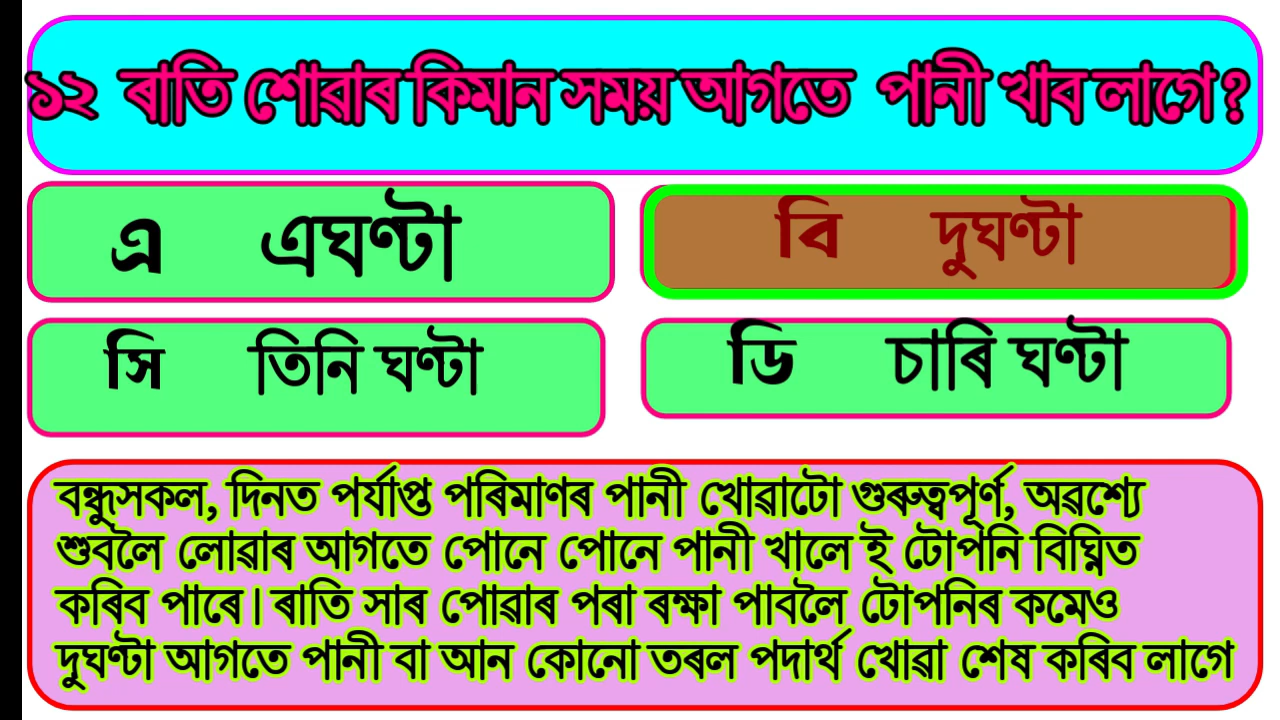 ১২ ৰাতি শোৱাৰ কিমান সময় আগতে পানী খাব লাগে?
এ এঘণ্টা
বি দুঘণ্টা
সি তিনি ঘণ্টা
ডি চাৰি ঘণ্টা
বন্ধুসকল, দিনত পৰ্যাপ্ত পৰিমাণৰ পানী খোৱাটো গুৰুত্বপূৰ্ণ, অৱশ্যে
শুবলৈ লোৱাৰ আগতে পোনে পোনে পানী খালে ই টোপনি বিঘ্নিত
কৰিব পাৰে। ৰাতি সাৰ পোৱাৰ পৰা ৰক্ষা পাবলৈ টোপনিৰ কমেও
দুঘণ্টা আগতে পানী বা আন কোনো তৰল পদাৰ্থ খোৱা শেষ কৰিব লাগে